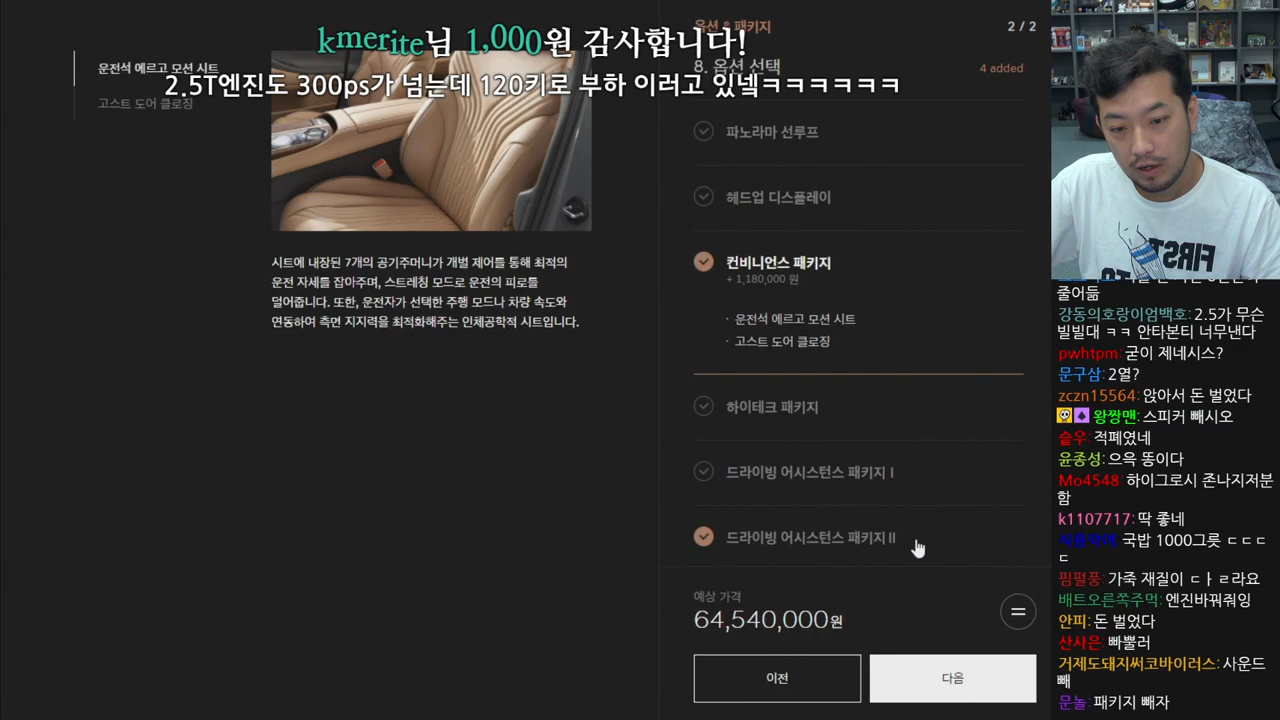 옵션 & 패키지
2 / 2
kmerite님 1,000원 감사합니다!
8. 옵션 선택
4 added
운전석 에르고 모션 시트
2.5T엔진도 300ps가 넘는데 120키로 부하 이러고 있넼ㅋㅋㅋㅋㅋㅋ
고스트 도어 클로징
시트에 내장된 7개의 공기주머니가 개별 제어를 통해 최적의
운전 자세를 잡아주며, 스트레칭 모드로 운전의 피로를
덜어줍니다. 또한, 운전자가 선택한 주행 모드나 차량 속도와
연동하여 측면 지지력을 최적화해주는 인체공학적 시트입니다.
파노라마 선루프
헤드업 디스플레이
컨비니언스 패키지
+ 1,180,000 원
· 운전석 에르고 모션 시트
· 고스트 도어 클로징
하이테크 패키지
드라이빙 어시스턴스 패키지 I
드라이빙 어시스턴스 패키지 II
예상 가격
64,540,000원
이전
다음
FIRST
줄어듦
강동의호랑이엄백호: 2.5가 무슨
빌빌대 ㅋㅋ 안타본티 너무낸다
pwhtpm: 굳이 제네시스?
문구삼: 2열?
zczn15564: 앉아서 돈 벌었다
왕짱맨: 스피커 빼시오
슽우: 적폐였네
윤종성: 으윽 똥이다
Mo4548: 하이그로시 존나지저분
함
k1107717: 딱 좋네
국밥 1000그릇 ㄷㄷㄷ
ㄷ
핌펄풍: 가죽 재질이 ㄷㅏㄹ라요
배트오른쪽주먹: 엔진바꿔줘잉
안피: 돈 벌었다
산사은: 빠뿔러
거제도돼지써코바이러스: 사운드
빼
문놀: 패키지 빼자